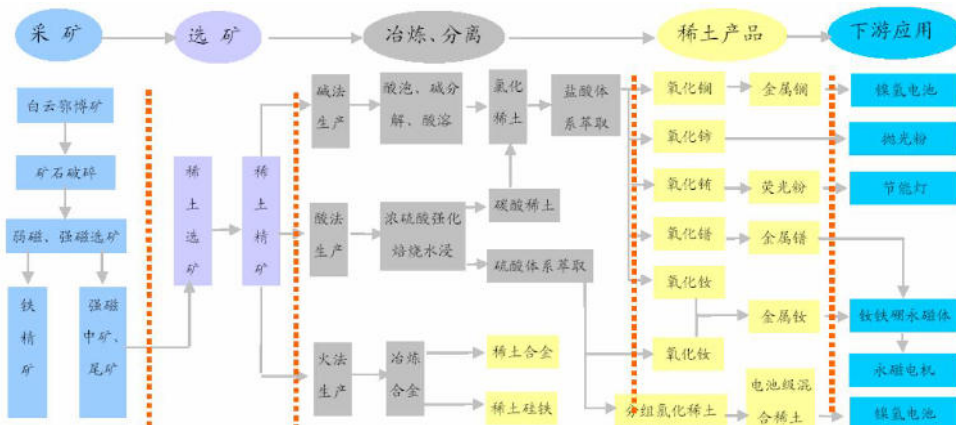 采 矿
选 矿
冶炼、分离
稀土产品
下游应用
白云鄂博矿
矿石破碎
弱磁、强磁选矿
铁
精
矿
强磁
中矿、
尾矿
稀
土
选
矿
稀
土
精
矿
碱法
生产
酸泡、碱分
解、酸溶
氯化
稀土
盐酸体
系萃取
酸法
生产
浓硫酸强化
焙烧水浸
碳酸稀土
硫酸体系萃取
火法
生产
冶炼
合金
稀土合金
稀土硅铁
氧化镧
金属镧
镍氢电池
氧化铈
抛光粉
氧化铕
荧光粉
节能灯
氧化镨
金属镨
氧化钕
氧化钕
金属钕
钕铁硼永磁体
永磁电机
分组氯化稀土
电池级混
合稀土
镍氢电池